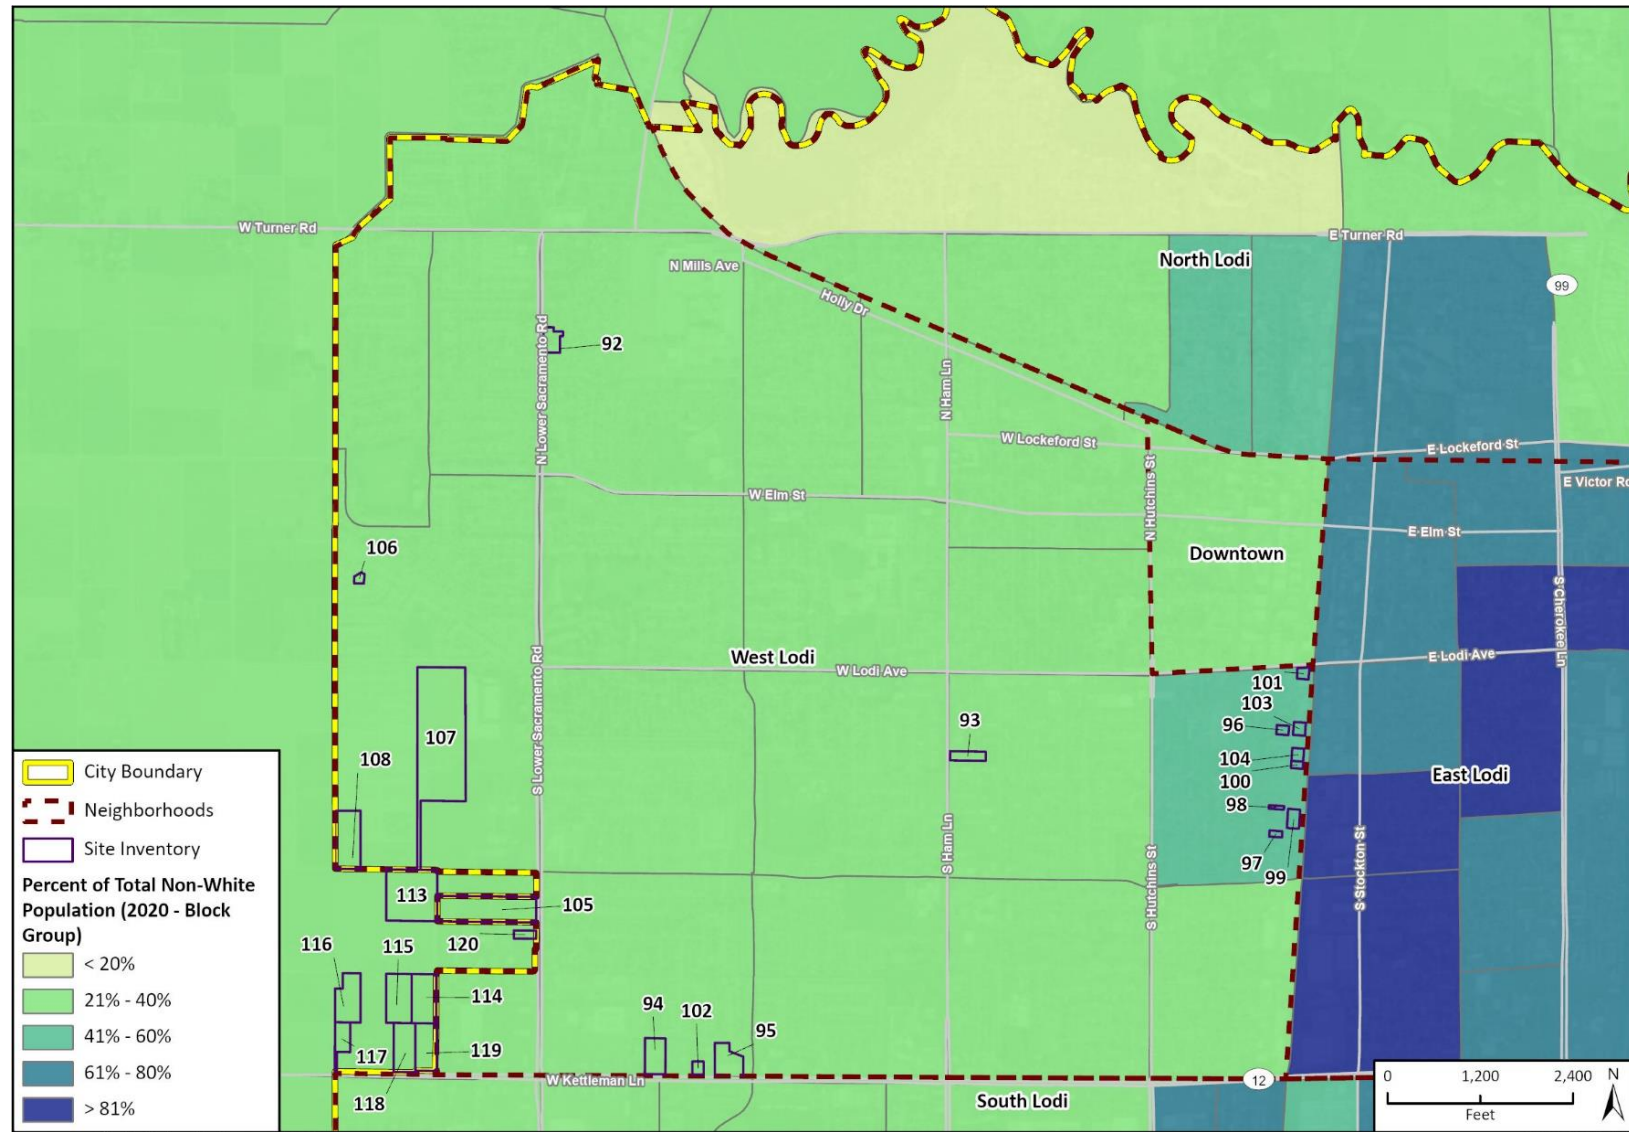 W Turner Rd
E Turner Rd
North Lodi
N Mills Ave
99
Holly Dr
N Lower Sacramento Rd
92
N Ham Ln
W Lockeford St
E Lockeford St
E Victor Rd
W Elm St
N Hutchins St
E Elm St
Downtown
106
S Cherokee Ln
West Lodi
W Lodi Ave
E Lodi Ave
S Lower Sacramento Rd
101
103
96
93
107
108
104
100
East Lodi
98
97
99
S Ham Ln
S Hutchins St
S Stockton St
113
105
120
116
115
114
94
102
95
117
119
118
W Kettleman Ln
12
South Lodi
City Boundary
Neighborhoods
Site Inventory
Percent of Total Non-White
Population (2020 - Block
Group)
< 20%
21% - 40%
41% - 60%
61% - 80%
> 81%
0 1,200 2,400
Feet
N